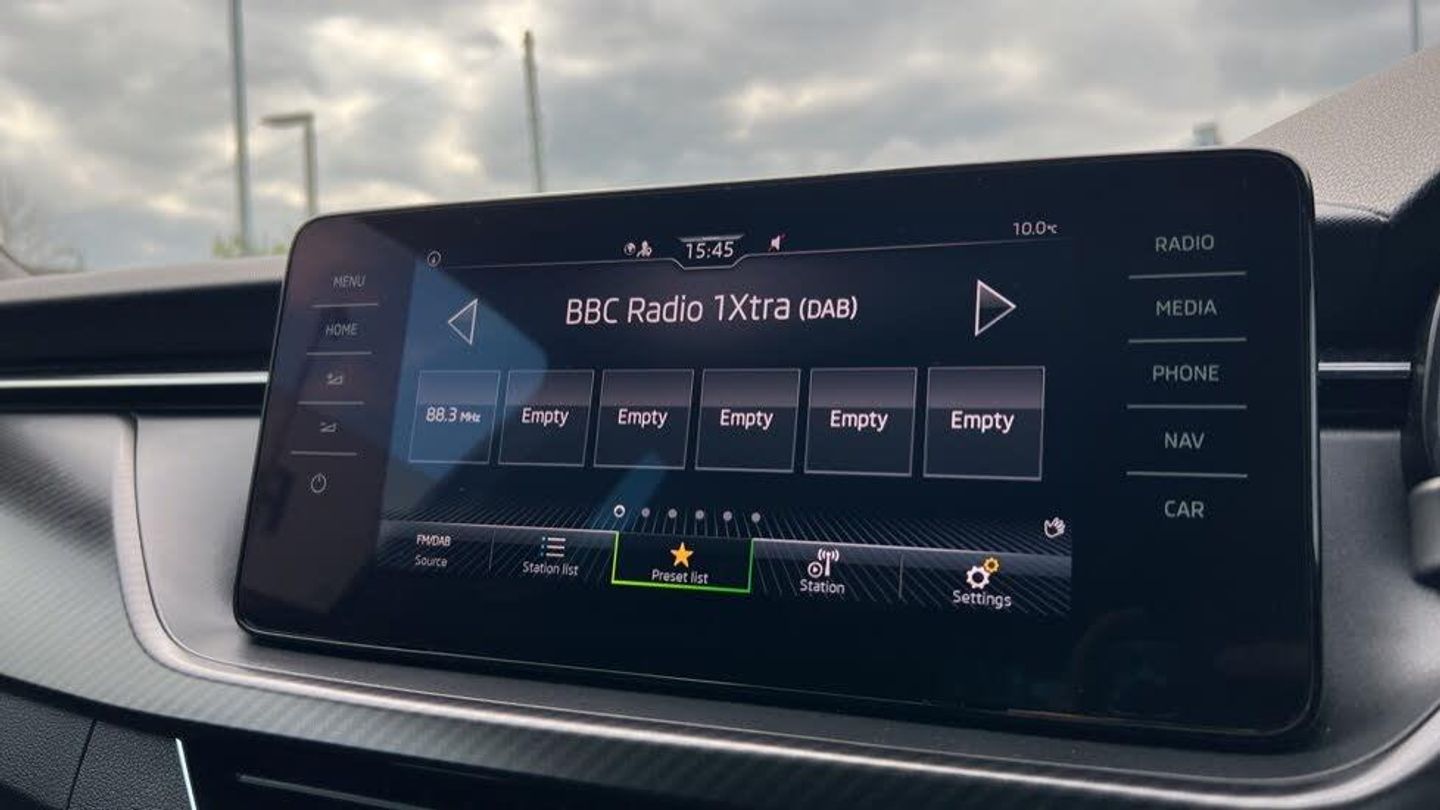 15:45
10.0°C
MENU
HOME
BBC Radio 1Xtra (DAB)
88.3 MHz
Empty
Empty
Empty
Empty
Empty
FM/DAB
Source
Station list
Preset list
Station
Settings
RADIO
MEDIA
PHONE
NAV
CAR